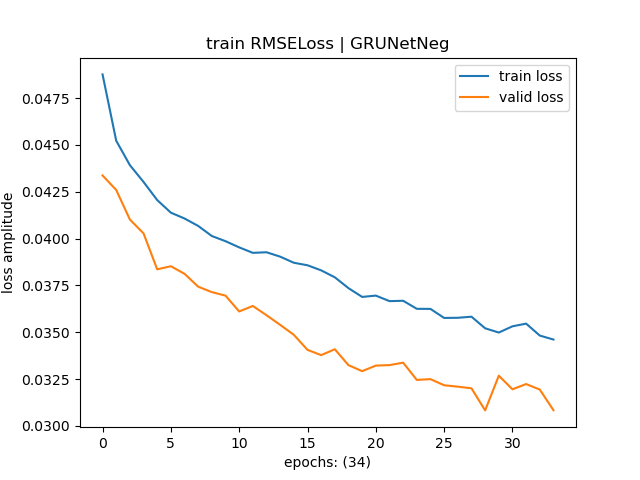 train RMSELoss | GRUNetNeg
train loss
valid loss
0.0475
0.0450
0.0425
0.0400
0.0375
0.0350
0.0325
0.0300
loss amplitude
0 5 10 15 20 25 30
epochs: (34)